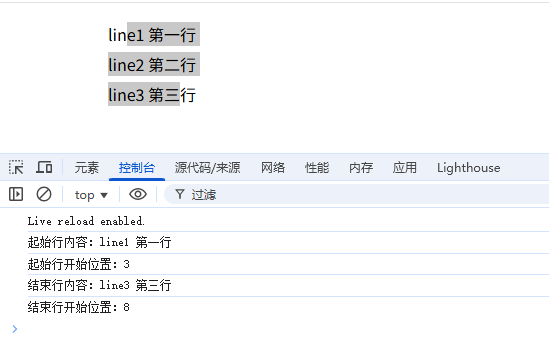 line1 第一行
line2 第二行
line3 第三行
元素 控制台 源代码/来源 网络 性能 内存 应用 Lighthouse
top ▼ 过滤
Live reload enabled.
起始行内容：line1 第一行
起始行开始位置：3
结束行内容：line3 第三行
结束行开始位置：8
>